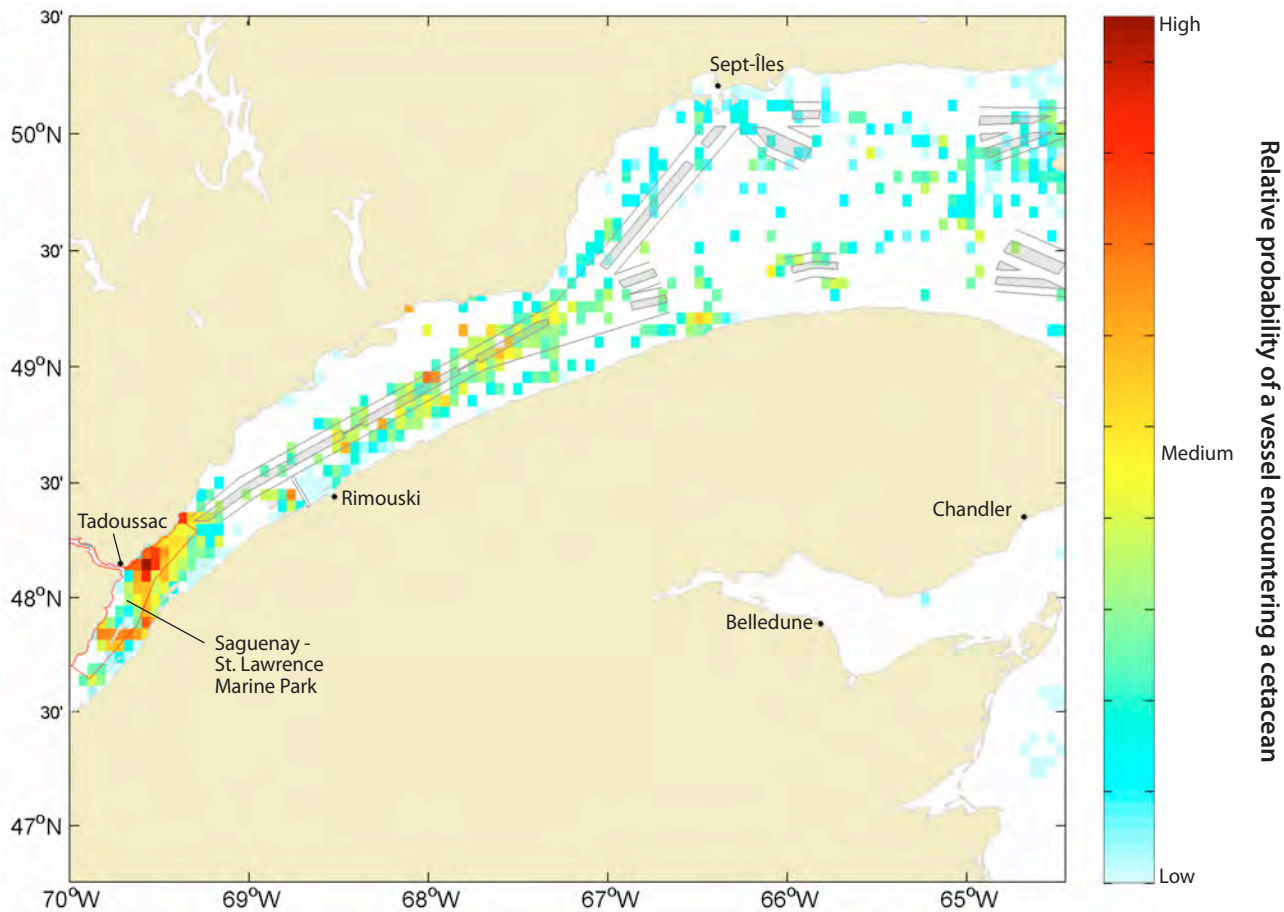 30'
50°N
30'
49°N
30'
48°N
30'
47°N
70°W
69°W
68°W
67°W
66°W
65°W
Sept-Îles
Rimouski
Tadoussac
Chandler
Belledune
Saguenay -
St. Lawrence
Marine Park
High
Medium
Low
Relative probability of a vessel encountering a cetacean